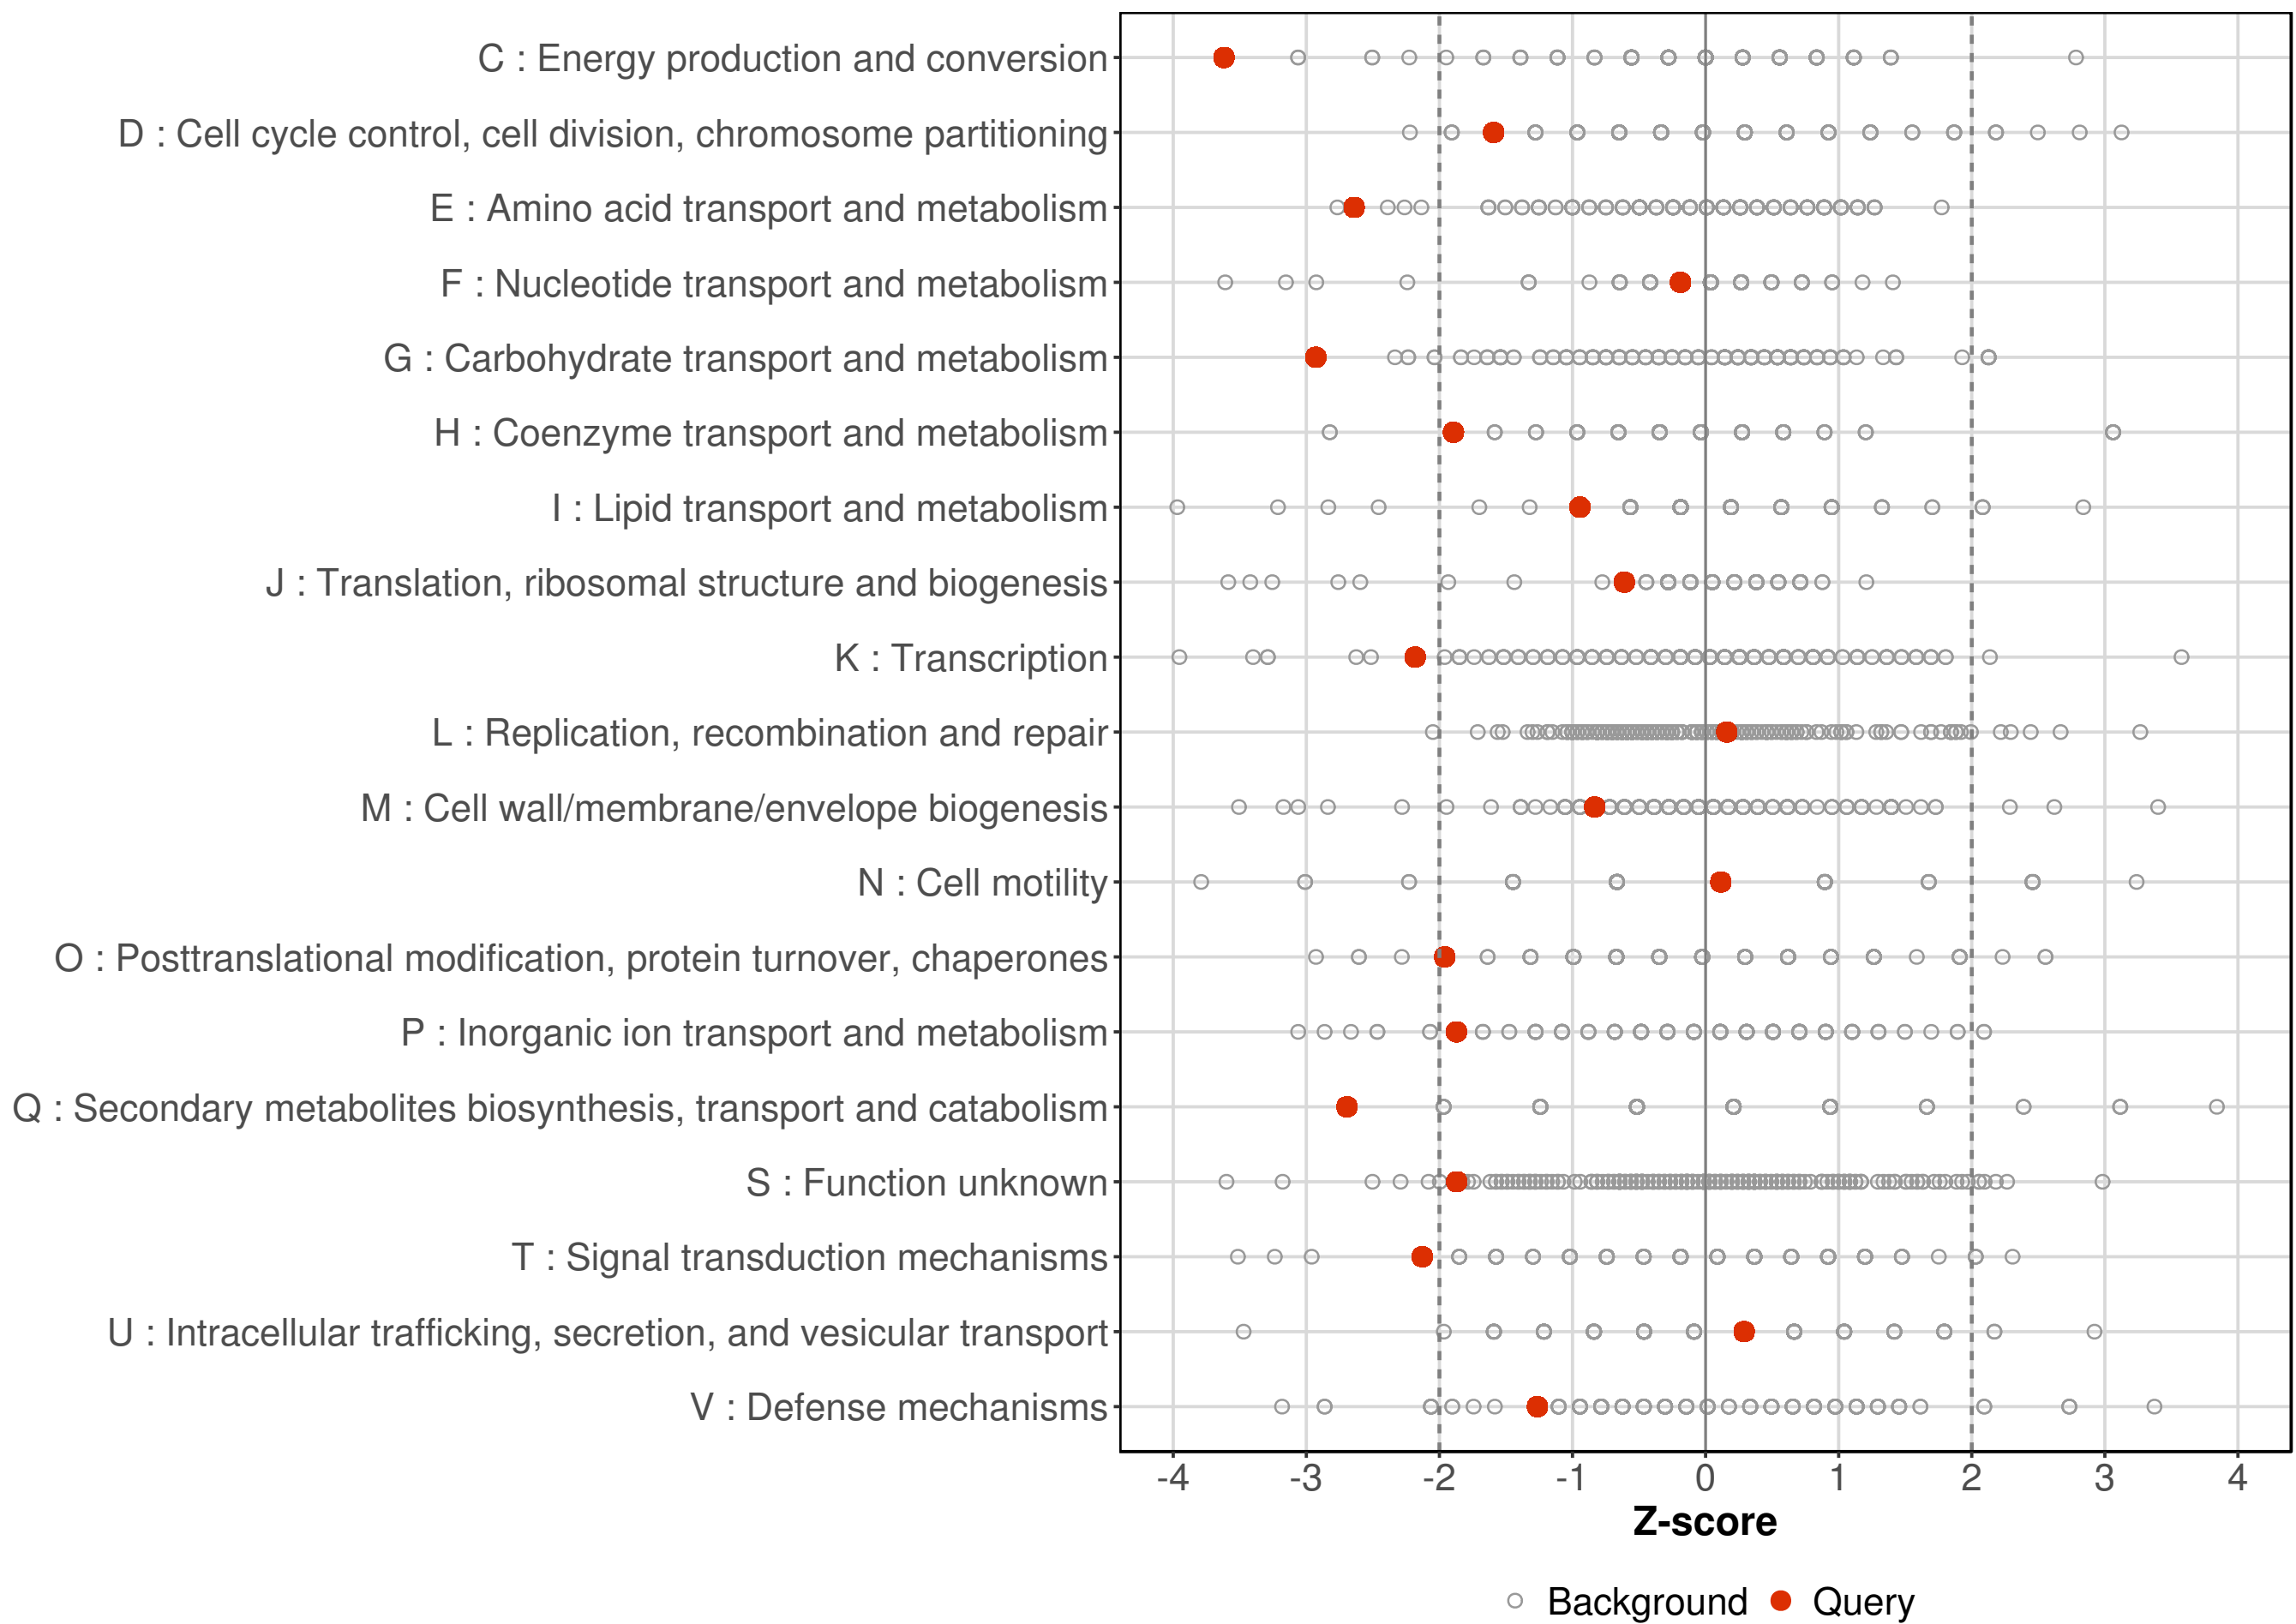 C : Energy production and conversion
D : Cell cycle control, cell division, chromosome partitioning
E : Amino acid transport and metabolism
F : Nucleotide transport and metabolism
G : Carbohydrate transport and metabolism
H : Coenzyme transport and metabolism
I : Lipid transport and metabolism
J : Translation, ribosomal structure and biogenesis
K : Transcription
L : Replication, recombination and repair
M : Cell wall/membrane/envelope biogenesis
N : Cell motility
O : Posttranslational modification, protein turnover, chaperones
P : Inorganic ion transport and metabolism
Q : Secondary metabolites biosynthesis, transport and catabolism
S : Function unknown
T : Signal transduction mechanisms
U : Intracellular trafficking, secretion, and vesicular transport
V : Defense mechanisms
-4 -3 -2 -1 0 1 2 3 4
Z-score
Background Query